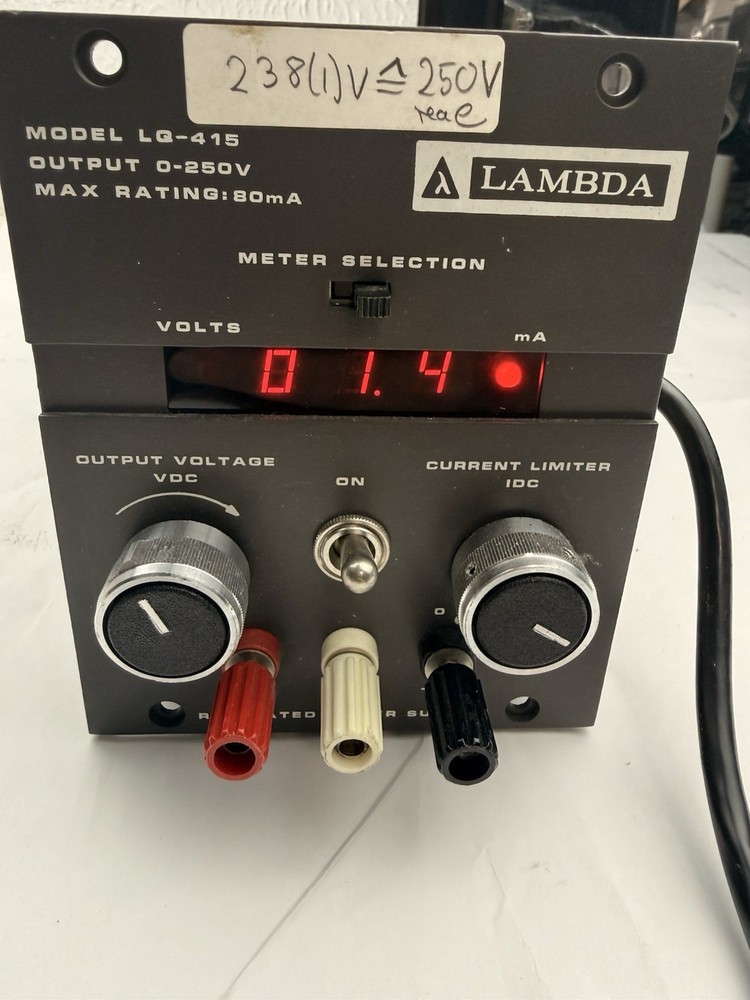 238(1)V ≙ 250V
real
MODEL LQ-415
OUTPUT 0-250V
MAX RATING:80mA
λ LAMBDA
METER SELECTION
VOLTS
mA
01.4
OUTPUT VOLTAGE
VDC
ON
CURRENT LIMITER
IDC
0